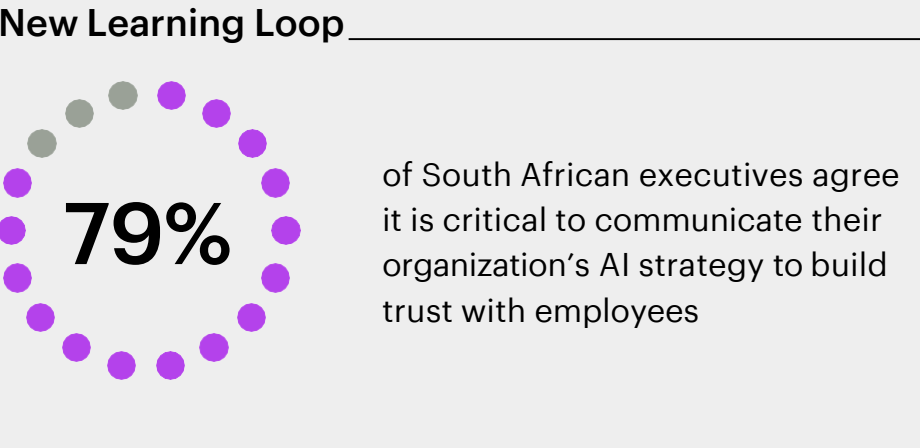 New Learning Loop
79%
of South African executives agree
it is critical to communicate their
organization’s AI strategy to build
trust with employees